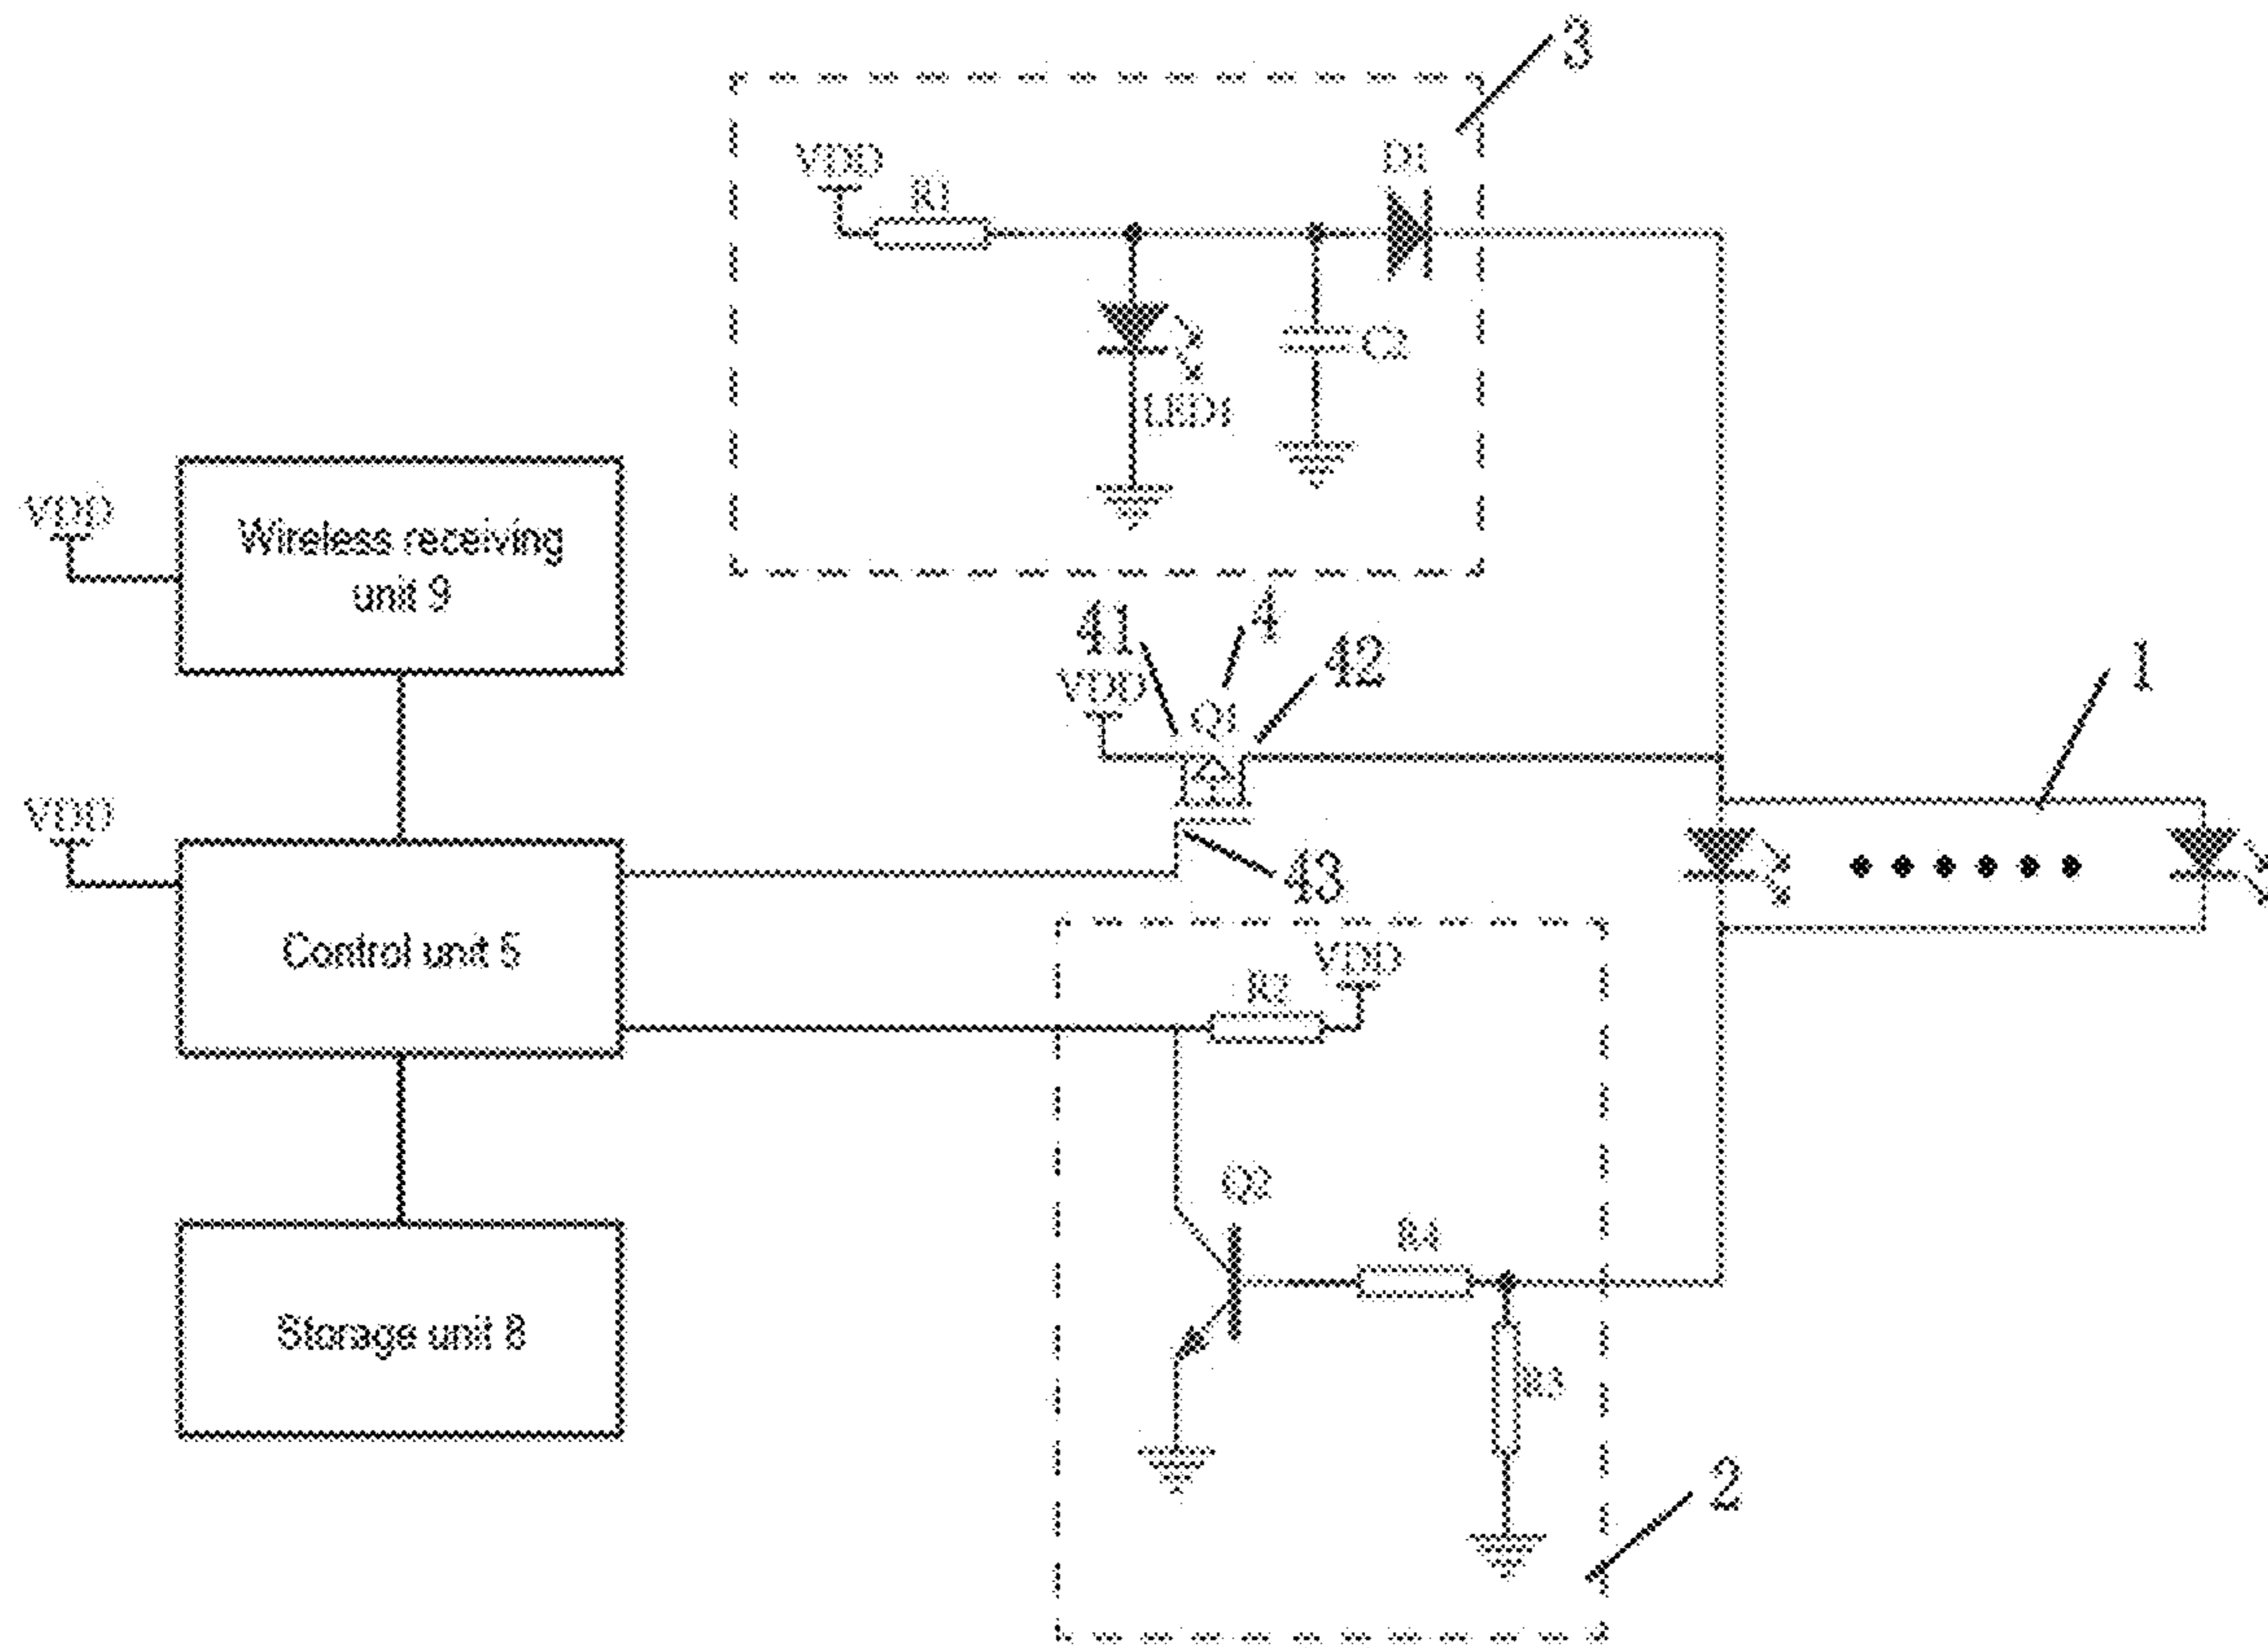 3
VDD
R1
D1
C2
LED1
VDD
Wireless receiving
unit 9
41
4
42
VDD
Q1
1
VDD
43
Control unit 5
VDD
R2
Q2
R4
Storage unit 8
R3
2